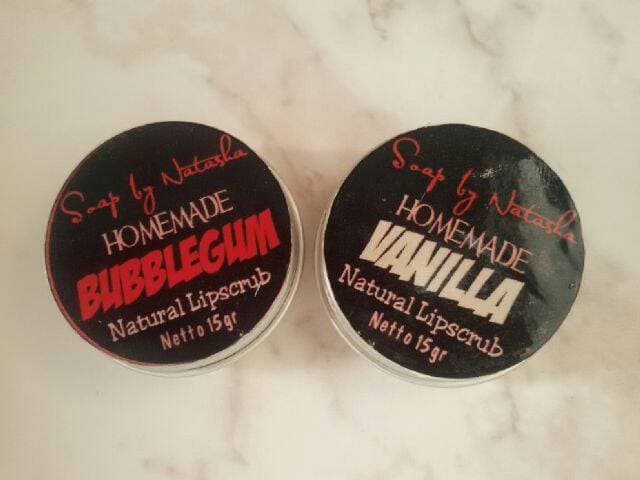 Soap by Natasha
HOMEMADE
BUBBLEGUM
Natural Lipscrub
Netto 15gr
Soap by Natasha
HOMEMADE
VANILLA
Natural Lipscrub
Netto 15gr